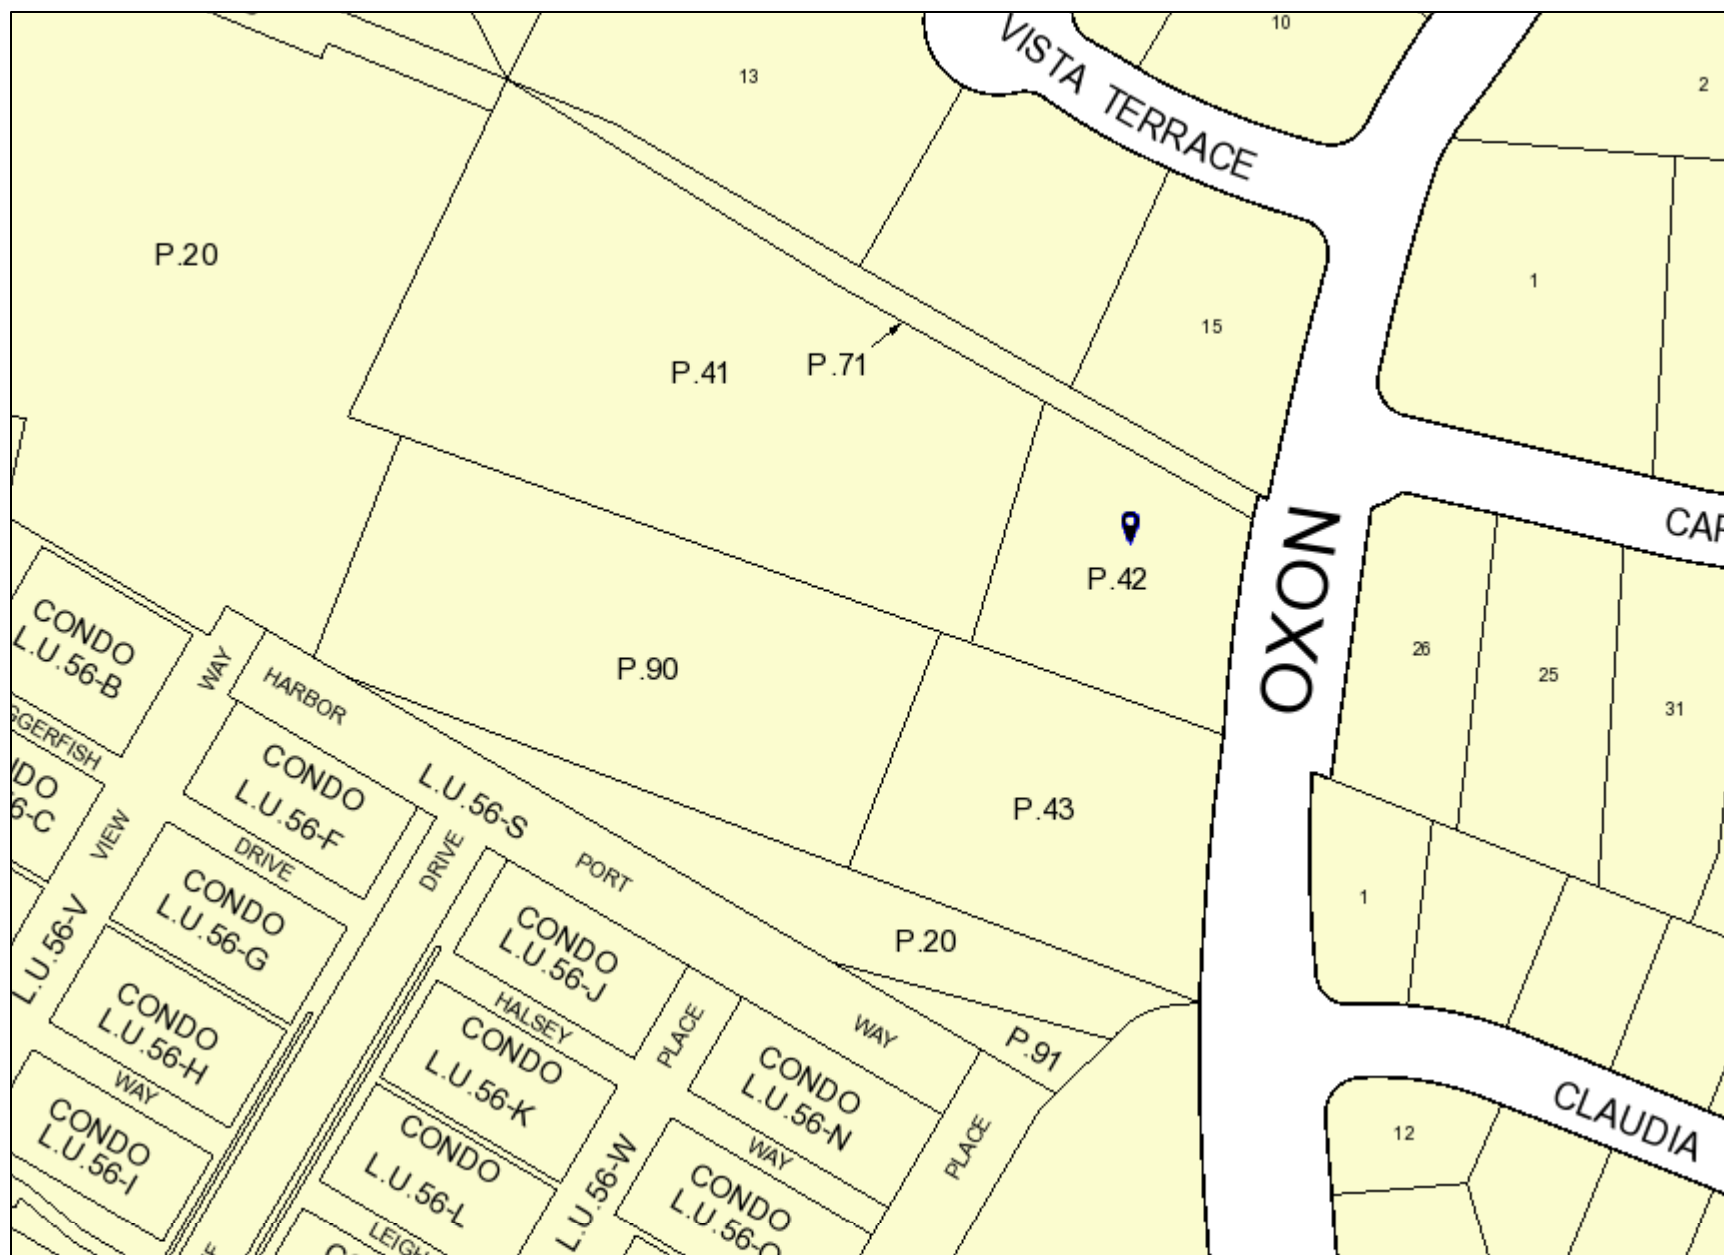 10
VISTA TERRACE
13
2
P.20
1
15
P.41
P.71
OXON
P.42
CONDO
L.U.56-B
WAY
26
25
31
P.90
HARBOR
CONDO
L.U.56-F
L.U.56-S
P.43
VIEW
DRIVE
DRIVE
PORT
1
CONDO
L.U.56-G
L.U.56-V
CONDO
L.U.56-J
P.20
CONDO
L.U.56-H
HALSEY
PLACE
WAY
P.91
CONDO
L.U.56-K
CONDO
L.U.56-N
WAY
CLAUDIA
12
CONDO
L.U.56-I
CONDO
L.U.56-L
L.U.56-W
WAY
PLACE
CONDO